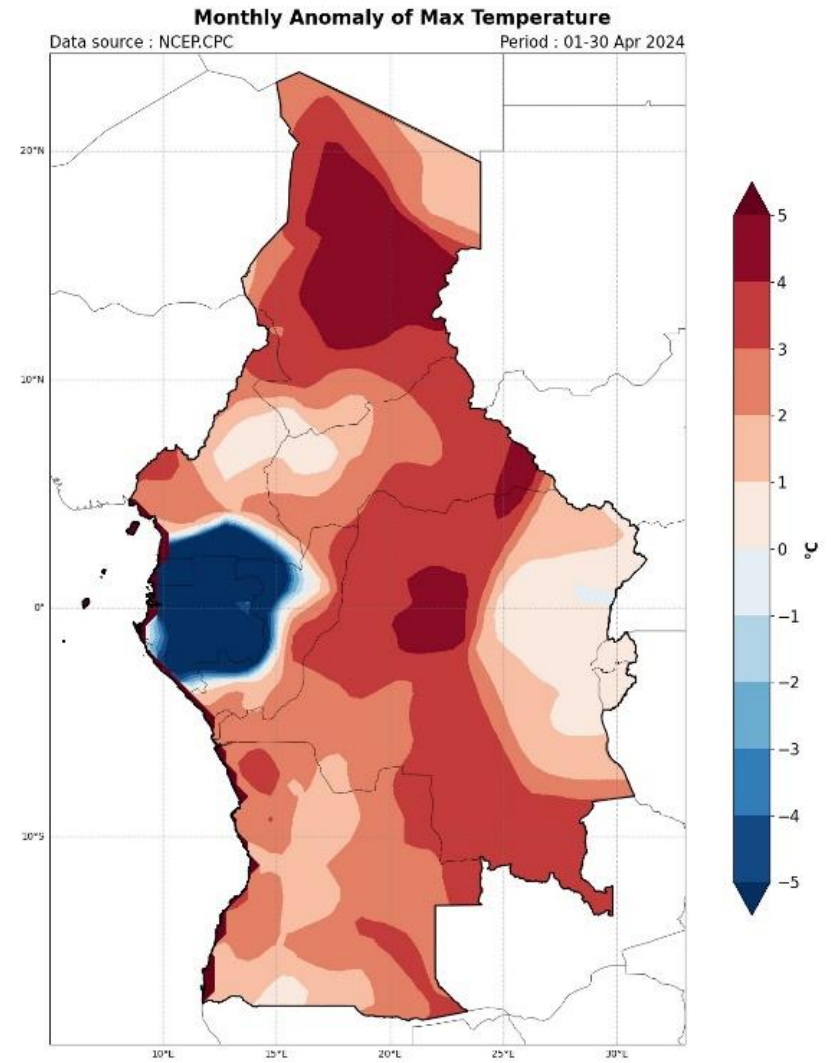 Monthly Anomaly of Max Temperature
Data source : NCEP.CPC Period : 01-30 Apr 2024
20°N
10°N
0°
10°S
10°E 15°E 20°E 25°E 30°E
5
4
3
2
1
0
−1
−2
−3
−4
−5
°C